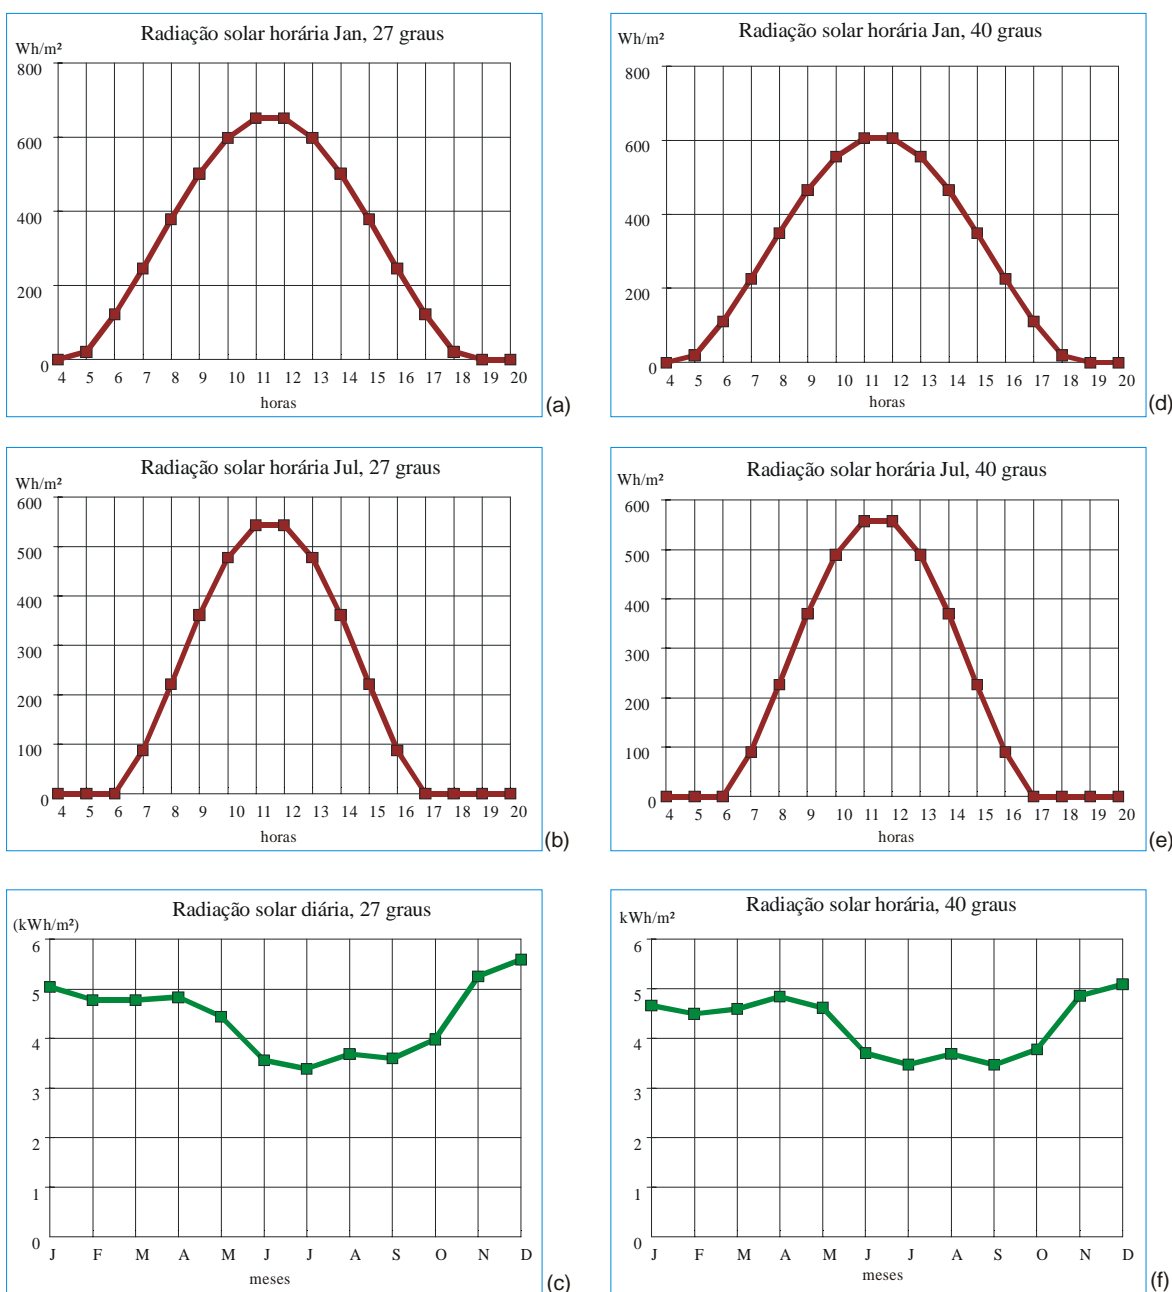 Radiação solar horária Jan, 27 graus
Wh/m²
800
600
400
200
0
4 5 6 7 8 9 10 11 12 13 14 15 16 17 18 19 20
horas
(a)
Radiação solar horária Jan, 40 graus
Wh/m²
800
600
400
200
0
4 5 6 7 8 9 10 11 12 13 14 15 16 17 18 19 20
horas
(d)
Radiação solar horária Jul, 27 graus
Wh/m²
600
500
400
300
200
100
0
4 5 6 7 8 9 10 11 12 13 14 15 16 17 18 19 20
horas
(b)
Radiação solar horária Jul, 40 graus
Wh/m²
600
500
400
300
200
100
0
4 5 6 7 8 9 10 11 12 13 14 15 16 17 18 19 20
horas
(e)
Radiação solar diária, 27 graus
(kWh/m²)
6
5
4
3
2
1
0
J F M A M J J A S O N D
meses
(c)
Radiação solar horária, 40 graus
kWh/m²
6
5
4
3
2
1
0
J F M A M J J A S O N D
meses
(f)